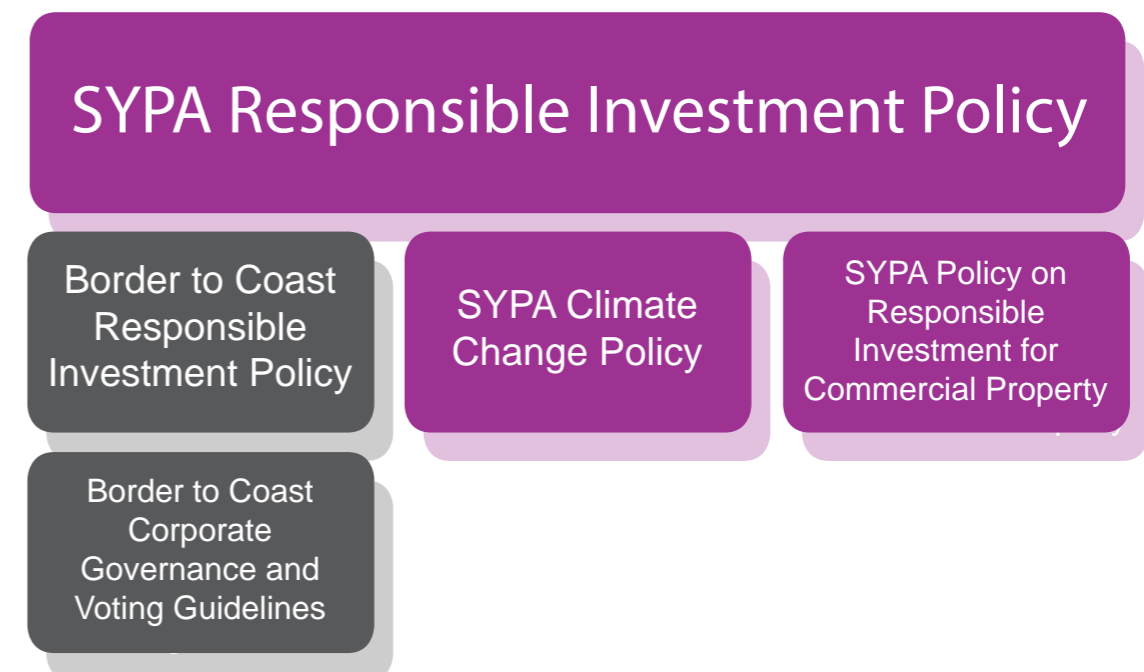 SYPA Responsible Investment Policy
Border to Coast
Responsible
Investment Policy
SYPA Climate
Change Policy
SYPA Policy on
Responsible
Investment for
Commercial Property
Border to Coast
Corporate
Governance and
Voting Guidelines